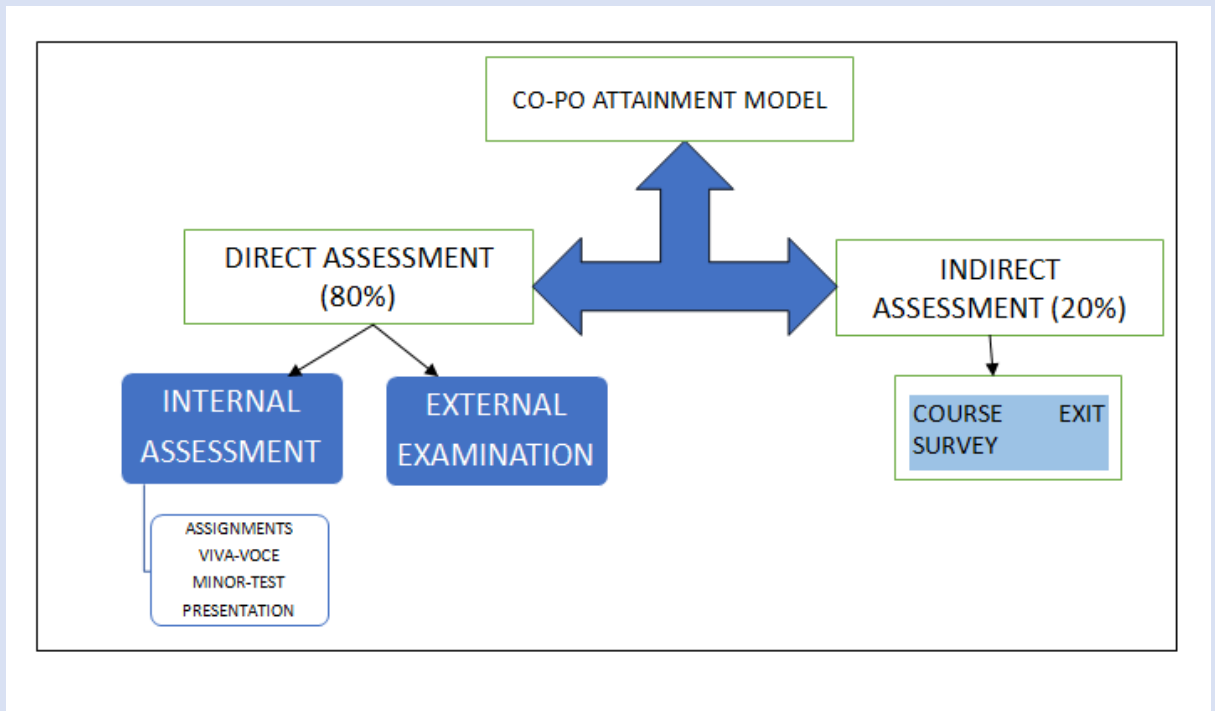 CO-PO ATTAINMENT MODEL
DIRECT ASSESSMENT
(80%)
INDIRECT
ASSESSMENT (20%)
INTERNAL
ASSESSMENT
EXTERNAL
EXAMINATION
COURSE EXIT
SURVEY
ASSIGNMENTS
VIVA-VOCE
MINOR-TEST
PRESENTATION